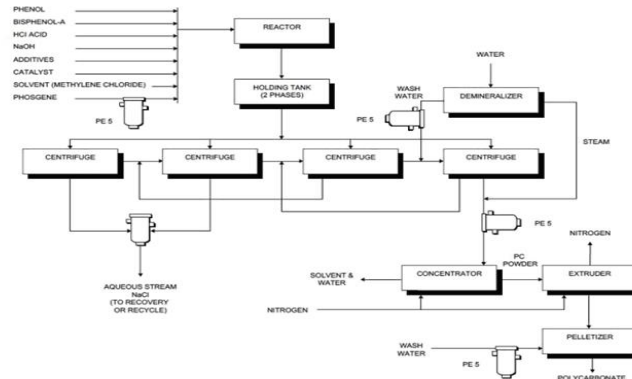 PHENOL
BISPHENOL-A
HCl ACID
NaOH
ADDITIVES
CATALYST
SOLVENT (METHYLENE CHLORIDE)
PHOSGENE
PE 5
REACTOR
HOLDING TANK
(2 PHASES)
WATER
WASH
WATER
DEMINERALIZER
PE 5
STEAM
CENTRIFUGE
CENTRIFUGE
CENTRIFUGE
CENTRIFUGE
PE 5
NITROGEN
AQUEOUS STREAM
NaCl
(TO RECOVERY
OR RECYCLE)
SOLVENT &
WATER
CONCENTRATOR
PC
POWDER
EXTRUDER
NITROGEN
WASH
WATER
PE 5
PELLETIZER
POLYCARBONATE